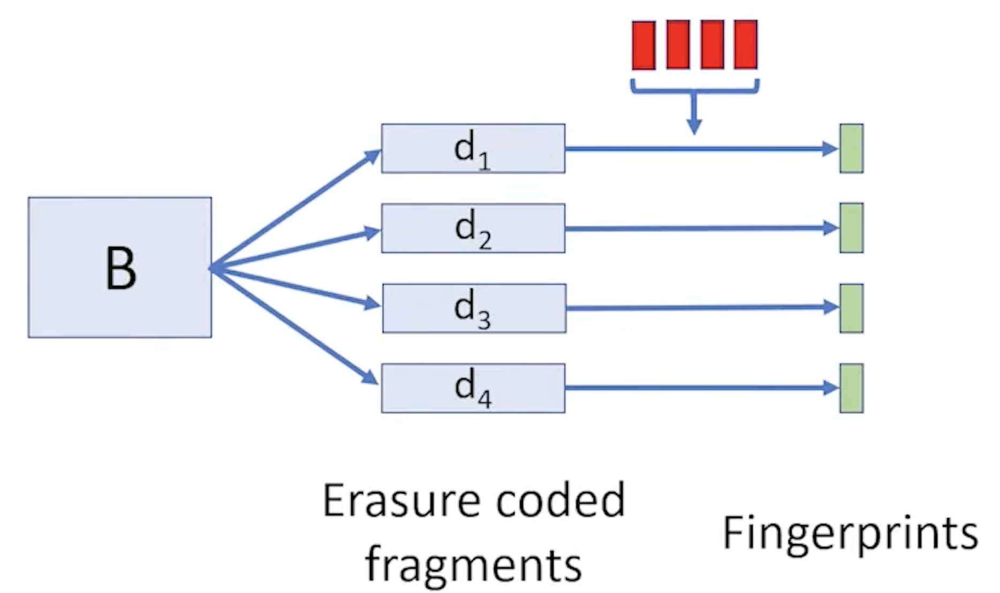 B
d₁
d₂
d₃
d₄
Erasure coded
fragments
Fingerprints